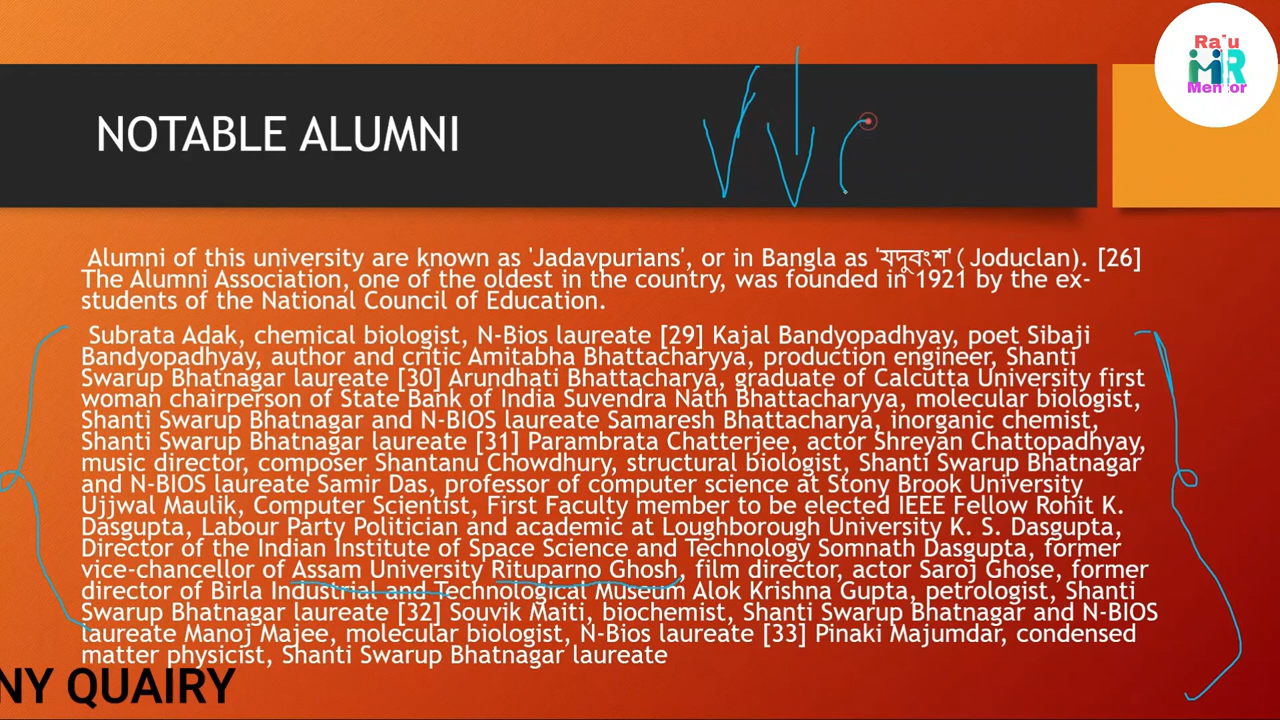 Ra u
Men or
NOTABLE ALUMNI
Alumni of this university are known as 'Jadavpurians', or in Bangla as 'যদুবংশ' ( Joduclan). [26]
The Alumni Association, one of the oldest in the country, was founded in 1921 by the ex-
students of the National Council of Education.
Subrata Adak, chemical biologist, N-Bios laureate [29] Kajal Bandyopadhyay, poet Sibaji
Bandyopadhyay, author and critic Amitabha Bhattacharyya, production engineer, Shanti
Swarup Bhatnagar laureate [30] Arundhati Bhattacharya, graduate of Calcutta University first
woman chairperson of State Bank of India Suvendra Nath Bhattacharyya, molecular biologist,
Shanti Swarup Bhatnagar and N-BIOS laureate Samaresh Bhattacharya, inorganic chemist,
Shanti Swarup Bhatnagar laureate [31] Parambrata Chatterjee, actor Shreyan Chattopadhyay,
music director, composer Shantanu Chowdhury, structural biologist, Shanti Swarup Bhatnagar
and N-BIOS laureate Samir Das, professor of computer science at Stony Brook University
Ujjwal Maulik, Computer Scientist, First Faculty member to be elected IEEE Fellow Rohit K.
Dasgupta, Labour Party Politician and academic at Loughborough University K. S. Dasgupta,
Director of the Indian Institute of Space Science and Technology Somnath Dasgupta, former
vice-chancellor of Assam University Rituparno Ghosh, film director, actor Saroj Ghose, former
director of Birla Industrial and Technological Museum Alok Krishna Gupta, petrologist, Shanti
Swarup Bhatnagar laureate [32] Souvik Maiti, biochemist, Shanti Swarup Bhatnagar and N-BIOS
laureate Manoj Majee, molecular biologist, N-Bios laureate [33] Pinaki Majumdar, condensed
matter physicist, Shanti Swarup Bhatnagar laureate
NY QUAIRY